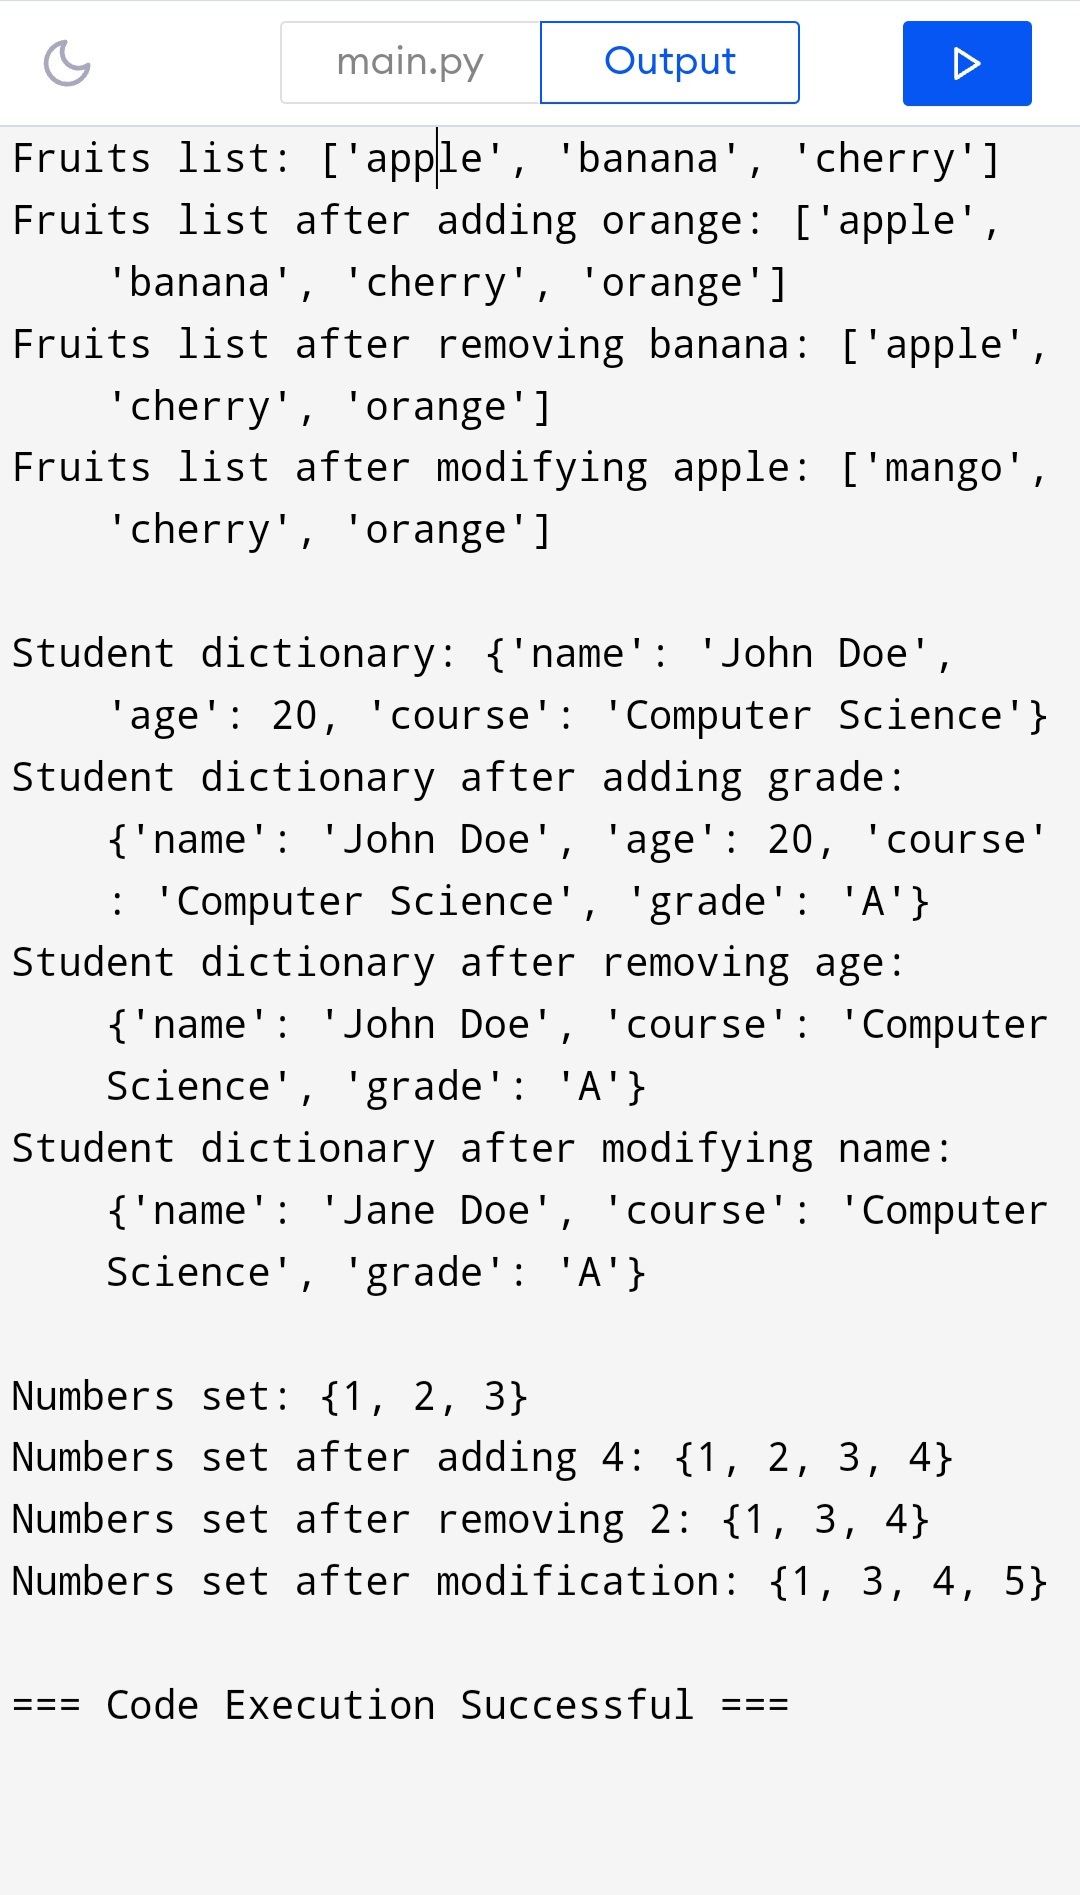 main.py
Output
Fruits list: ['apple', 'banana', 'cherry']
Fruits list after adding orange: ['apple',
    'banana', 'cherry', 'orange']
Fruits list after removing banana: ['apple',
    'cherry', 'orange']
Fruits list after modifying apple: ['mango',
    'cherry', 'orange']

Student dictionary: {'name': 'John Doe',
    'age': 20, 'course': 'Computer Science'}
Student dictionary after adding grade:
    {'name': 'John Doe', 'age': 20, 'course'
    : 'Computer Science', 'grade': 'A'}
Student dictionary after removing age:
    {'name': 'John Doe', 'course': 'Computer
    Science', 'grade': 'A'}
Student dictionary after modifying name:
    {'name': 'Jane Doe', 'course': 'Computer
    Science', 'grade': 'A'}

Numbers set: {1, 2, 3}
Numbers set after adding 4: {1, 2, 3, 4}
Numbers set after removing 2: {1, 3, 4}
Numbers set after modification: {1, 3, 4, 5}

=== Code Execution Successful ===